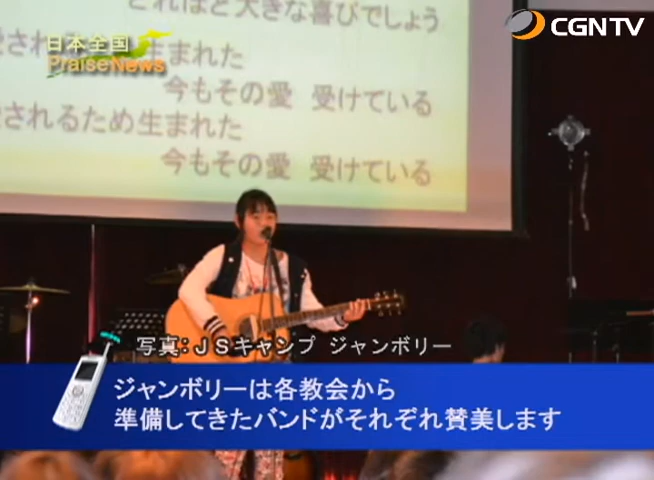 これほど大きな喜びでしょう
されるため生まれた
今もその愛 受けている
されるため生まれた
今もその愛 受けている
日本全国
PraiseNews
CGNTV
写真:JSキャンプ ジャンボリー
ジャンボリーは各教会から
準備してきたバンドがそれぞれ賛美します